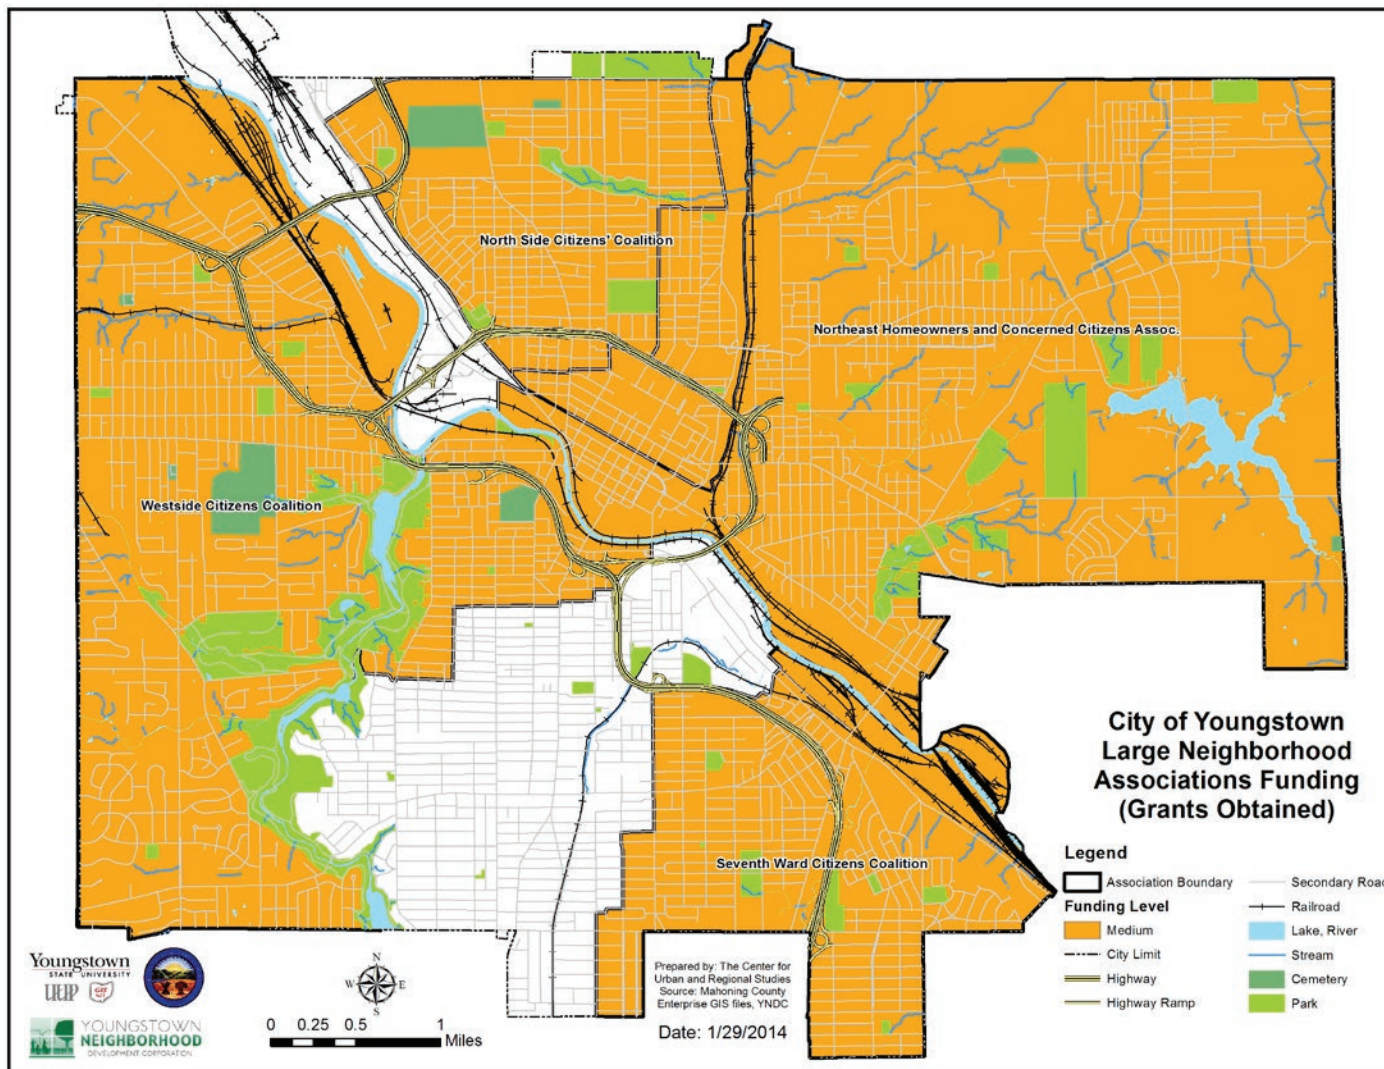 North Side Citizens' Coalition
Northeast Homeowners and Concerned Citizens Assoc.
Westside Citizens Coalition
Seventh Ward Citizens Coalition
City of Youngstown
Large Neighborhood
Associations Funding
(Grants Obtained)
Legend
Association Boundary
Funding Level
Medium
City Limit
Highway
Highway Ramp
Secondary Road
Railroad
Lake, River
Stream
Cemetery
Park
Youngstown
STATE UNIVERSITY
YOUNGSTOWN
NEIGHBORHOOD
DEVELOPMENT CORPORATION
N
W E
S
0 0.25 0.5 1
Miles
Prepared by: The Center for
Urban and Regional Studies
Source: Mahoning County
Enterprise GIS files, YNDC
Date: 1/29/2014